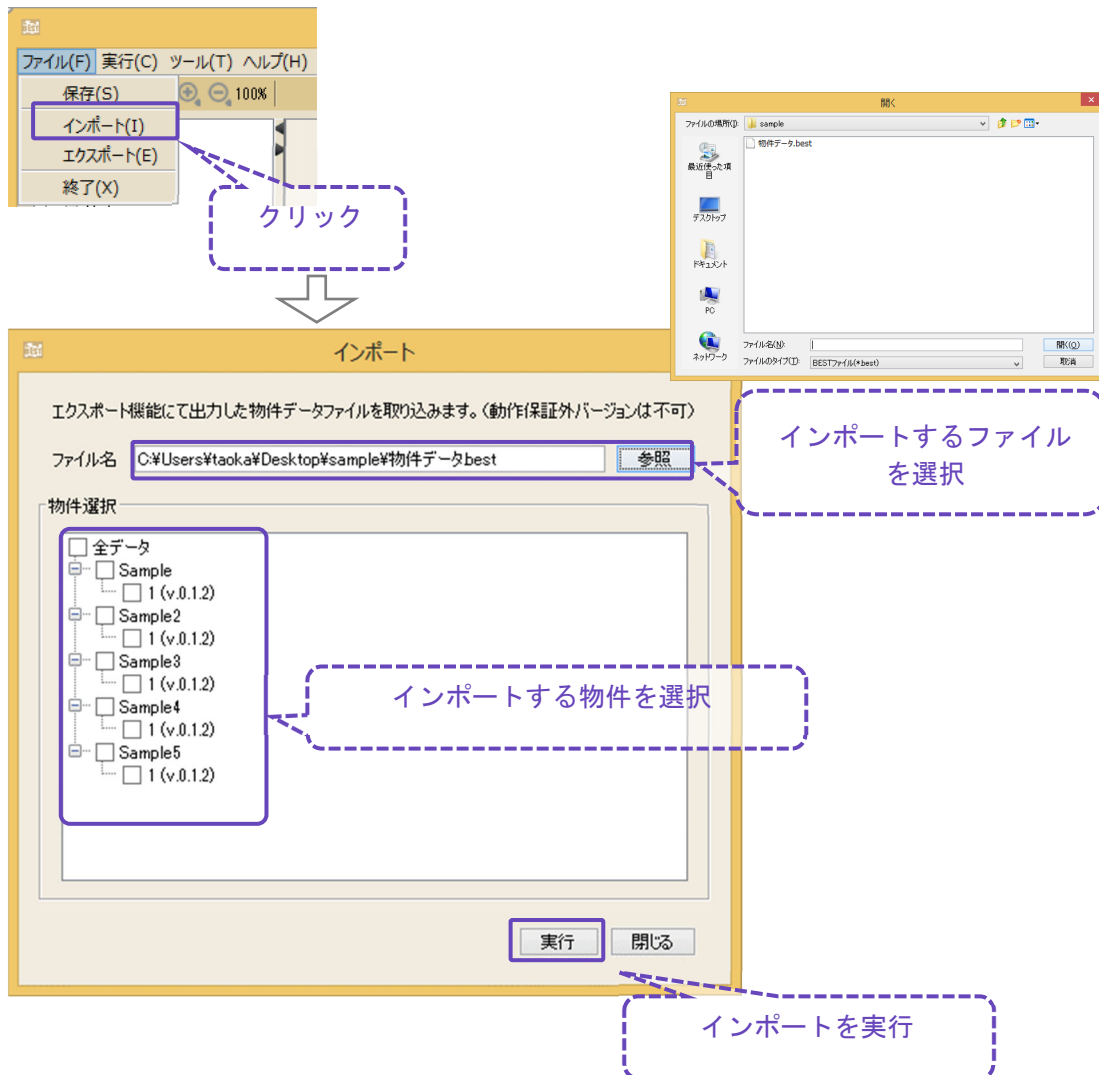 ファイル(F) 実行(C) ツール(T) ヘルプ(H)
保存(S)
100%
インポート(I)
エクスポート(E)
終了(X)
クリック
開く
ファイルの場所(I):
sample
物件データ.best
最近使った項目
デスクトップ
ドキュメント
PC
ネットワーク
ファイル名(N):
開く(O)
ファイルのタイプ(T):
BESTファイル(*best)
取消
インポート
エクスポート機能にて出力した物件データファイルを取り込みます。(動作保証外バージョンは不可)
ファイル名
C:¥Users¥taoka¥Desktop¥sample¥物件データ.best
参照
インポートするファイル
を選択
物件選択
全データ
Sample
1 (v.0.1.2)
Sample2
1 (v.0.1.2)
Sample3
1 (v.0.1.2)
Sample4
1 (v.0.1.2)
Sample5
1 (v.0.1.2)
インポートする物件を選択
実行
閉じる
インポートを実行